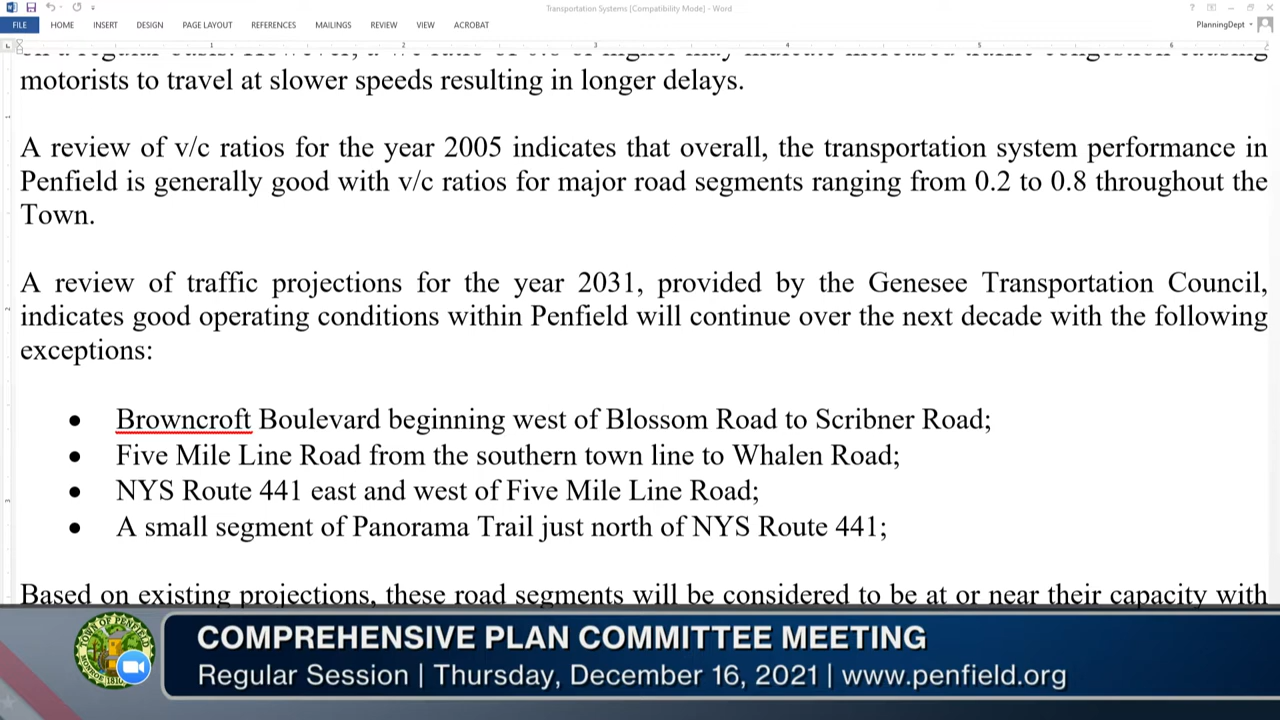 Transportation Systems [Compatibility Mode] - Word
FILE HOME INSERT DESIGN PAGE LAYOUT REFERENCES MAILINGS REVIEW VIEW ACROBAT
PlanningDept
motorists to travel at slower speeds resulting in longer delays.
A review of v/c ratios for the year 2005 indicates that overall, the transportation system performance in
Penfield is generally good with v/c ratios for major road segments ranging from 0.2 to 0.8 throughout the
Town.
A review of traffic projections for the year 2031, provided by the Genesee Transportation Council,
indicates good operating conditions within Penfield will continue over the next decade with the following
exceptions:
• Browncroft Boulevard beginning west of Blossom Road to Scribner Road;
• Five Mile Line Road from the southern town line to Whalen Road;
• NYS Route 441 east and west of Five Mile Line Road;
• A small segment of Panorama Trail just north of NYS Route 441;
Based on existing projections, these road segments will be considered to be at or near their capacity with
TOWN OF PENFIELD
COMPREHENSIVE PLAN COMMITTEE MEETING
Regular Session | Thursday, December 16, 2021 | www.penfield.org